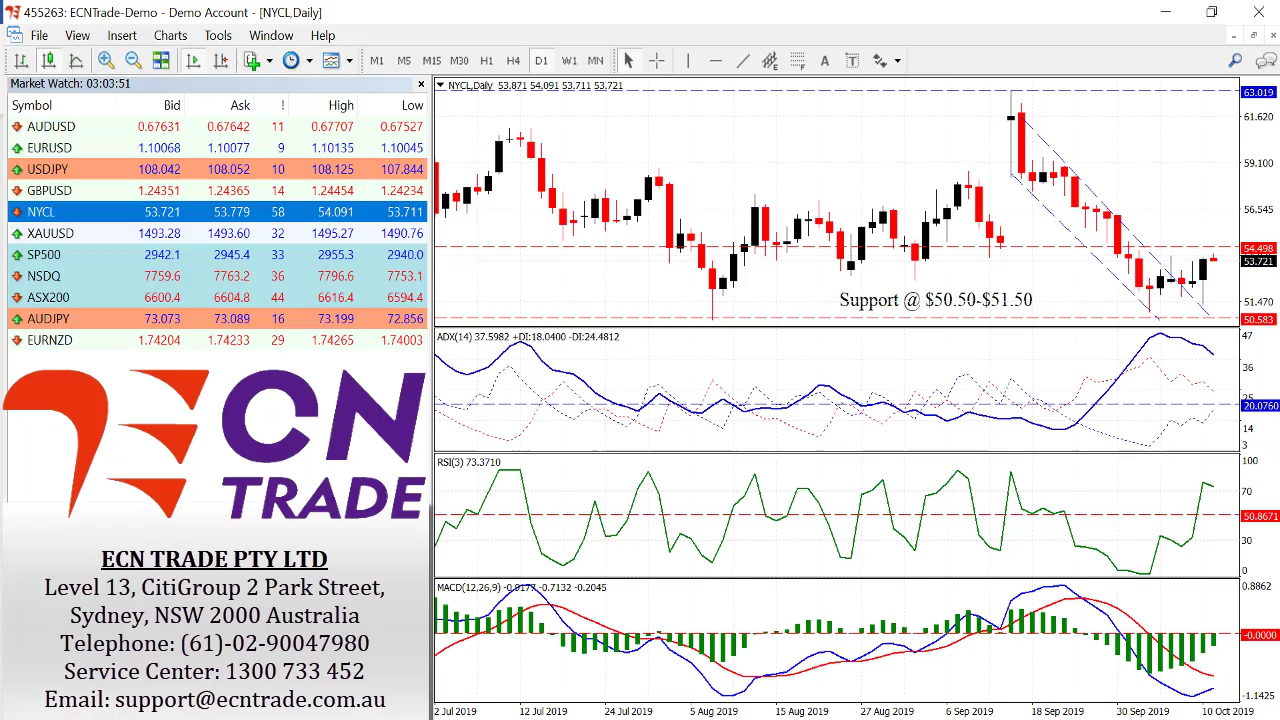 455263: ECNTrade-Demo - Demo Account - [NYCL,Daily]
File View Insert Charts Tools Window Help
M1 M5 M15 M30 H1 H4 D1 W1 MN
Market Watch: 03:03:51
Symbol Bid Ask ! High Low
AUDUSD 0.67631 0.67642 11 0.67707 0.67527
EURUSD 1.10068 1.10077 9 1.10135 1.10045
USDJPY 108.042 108.052 10 108.125 107.844
GBPUSD 1.24351 1.24365 14 1.24454 1.24234
NYCL 53.721 53.779 58 54.091 53.711
XAUUSD 1493.28 1493.60 32 1495.27 1490.76
SP500 2942.1 2945.4 33 2955.3 2940.0
NSDQ 7759.6 7763.2 36 7796.6 7753.1
ASX200 6600.4 6604.8 44 6616.4 6594.4
AUDJPY 73.073 73.089 16 73.199 72.856
EURNZD 1.74204 1.74233 29 1.74265 1.74003
ECN
TRADE
ECN TRADE PTY LTD
Level 13, CitiGroup 2 Park Street,
Sydney, NSW 2000 Australia
Telephone: (61)-02-90047980
Service Center: 1300 733 452
Email: support@ecntrade.com.au
NYCL,Daily 53.871 54.091 53.711 53.721
63.019
61.620
59.100
56.545
54.498
53.721
51.470
50.583
Support @ $50.50-$51.50
ADX(14) 37.5982 +DI:18.0400 -DI:24.4812
47
36
25
20.0760
14
3
RSI(3) 73.3710
100
70
50.8671
30
0
MACD(12,26,9) -0.9177 -0.7132 -0.2045
0.8862
-0.0000
-1.1425
2 Jul 2019 12 Jul 2019 24 Jul 2019 5 Aug 2019 15 Aug 2019 27 Aug 2019 6 Sep 2019 18 Sep 2019 30 Sep 2019 10 Oct 2019